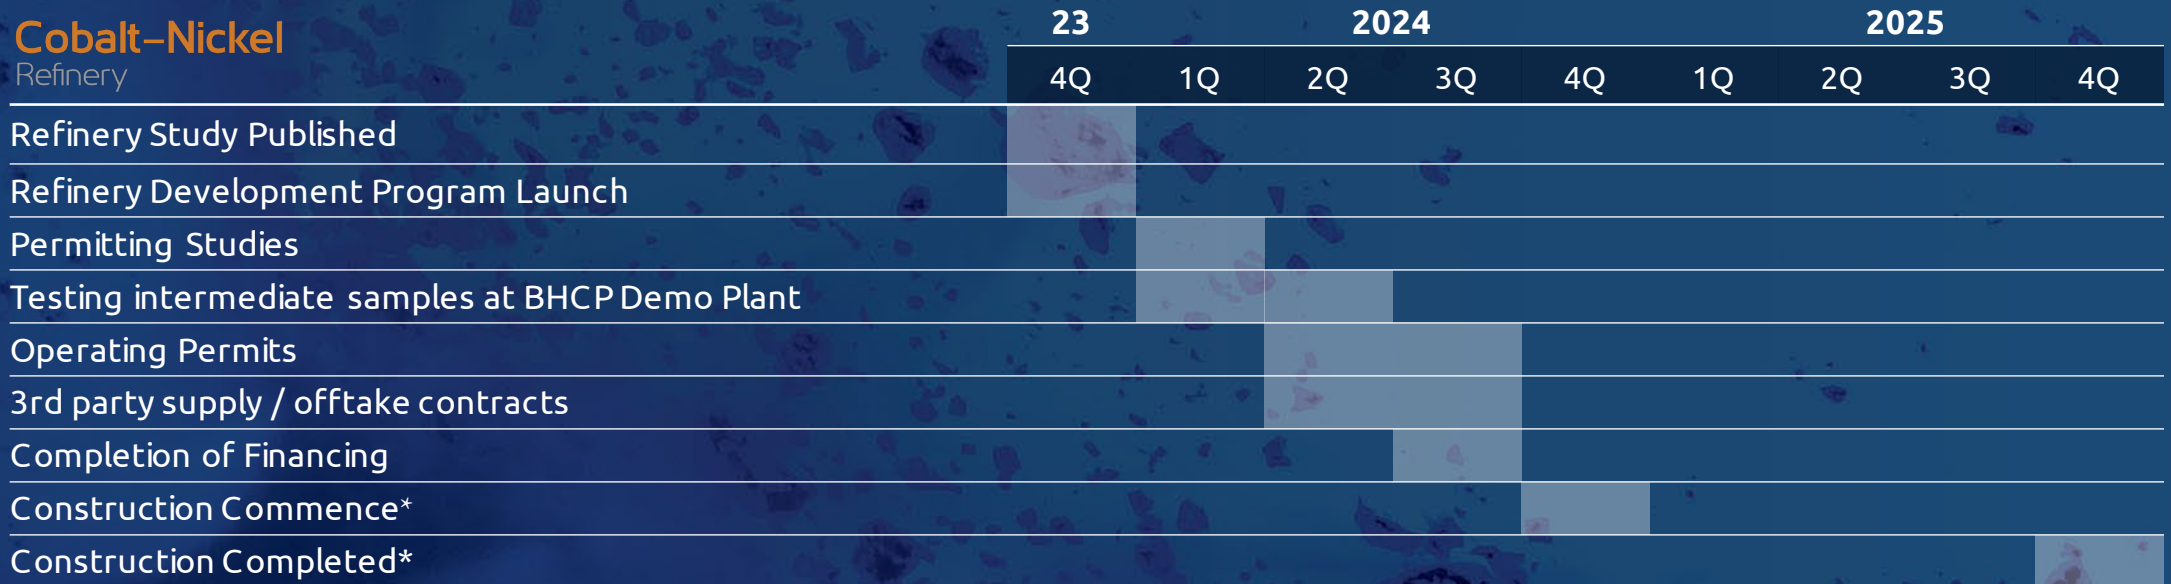 Cobalt–Nickel
Refinery
23 2024 2025
4Q 1Q 2Q 3Q 4Q 1Q 2Q 3Q 4Q
Refinery Study Published
Refinery Development Program Launch
Permitting Studies
Testing intermediate samples at BHCP Demo Plant
Operating Permits
3rd party supply / offtake contracts
Completion of Financing
Construction Commence*
Construction Completed*